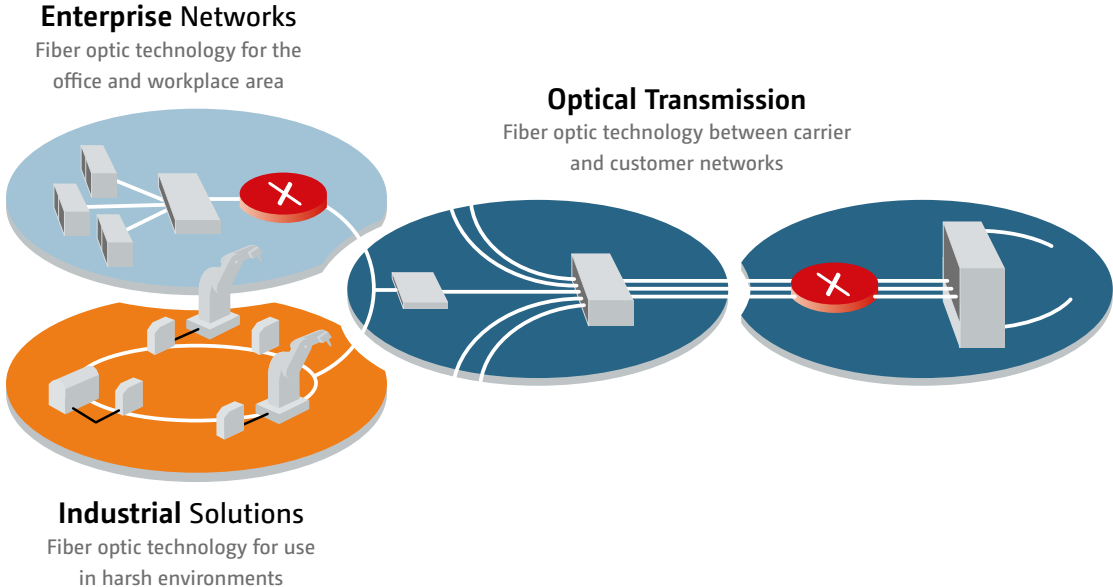 Enterprise Networks
Fiber optic technology for the
office and workplace area
Optical Transmission
Fiber optic technology between carrier
and customer networks
Industrial Solutions
Fiber optic technology for use
in harsh environments